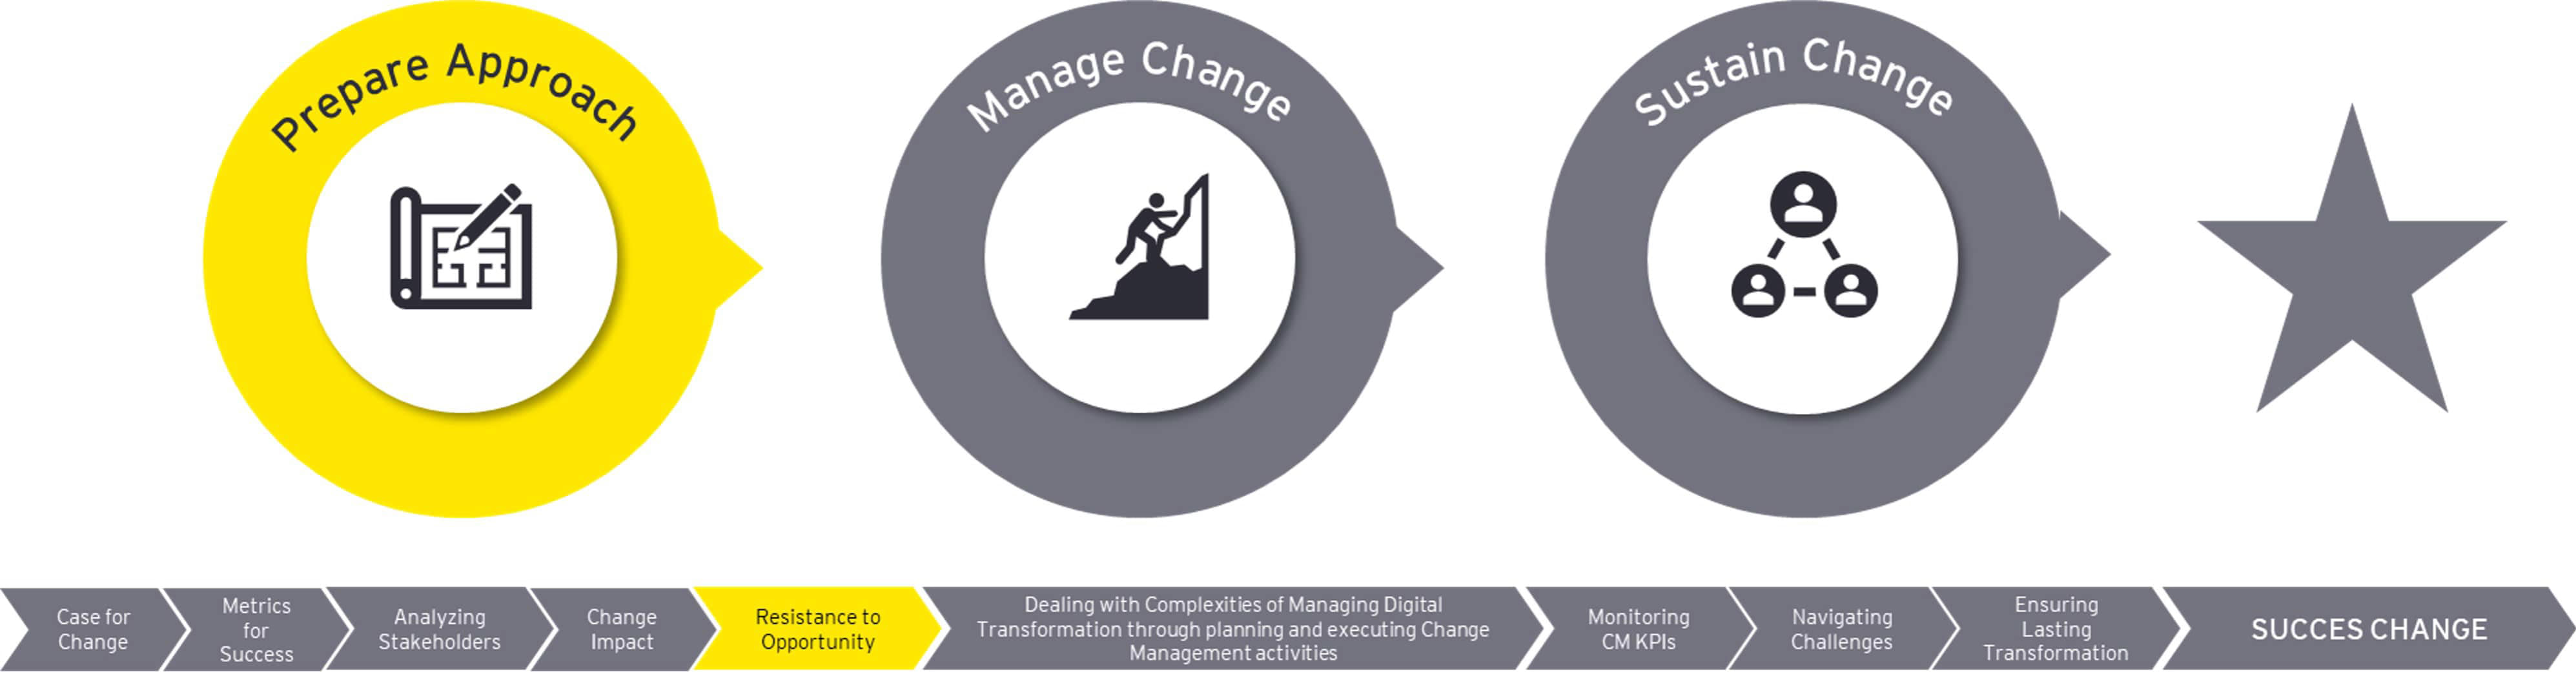 Prepare Approach
Manage Change
Sustain Change
Case for
Change
Metrics
for
Success
Analyzing
Stakeholders
Change
Impact
Resistance to
Opportunity
Dealing with Complexities of Managing Digital
Transformation through planning and executing Change
Management activities
Monitoring
CM KPIs
Navigating
Challenges
Ensuring
Lasting
Transformation
SUCCES CHANGE